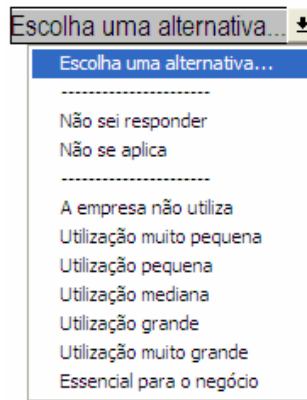 Escolha uma alternativa...
Escolha uma alternativa...
----------------------
Não sei responder
Não se aplica
----------------------
A empresa não utiliza
Utilização muito pequena
Utilização pequena
Utilização mediana
Utilização grande
Utilização muito grande
Essencial para o negócio